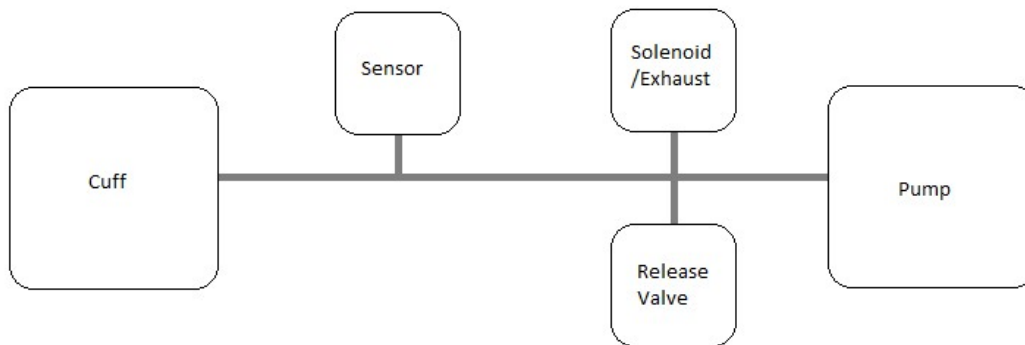 Cuff
Sensor
Solenoid
/Exhaust
Release
Valve
Pump